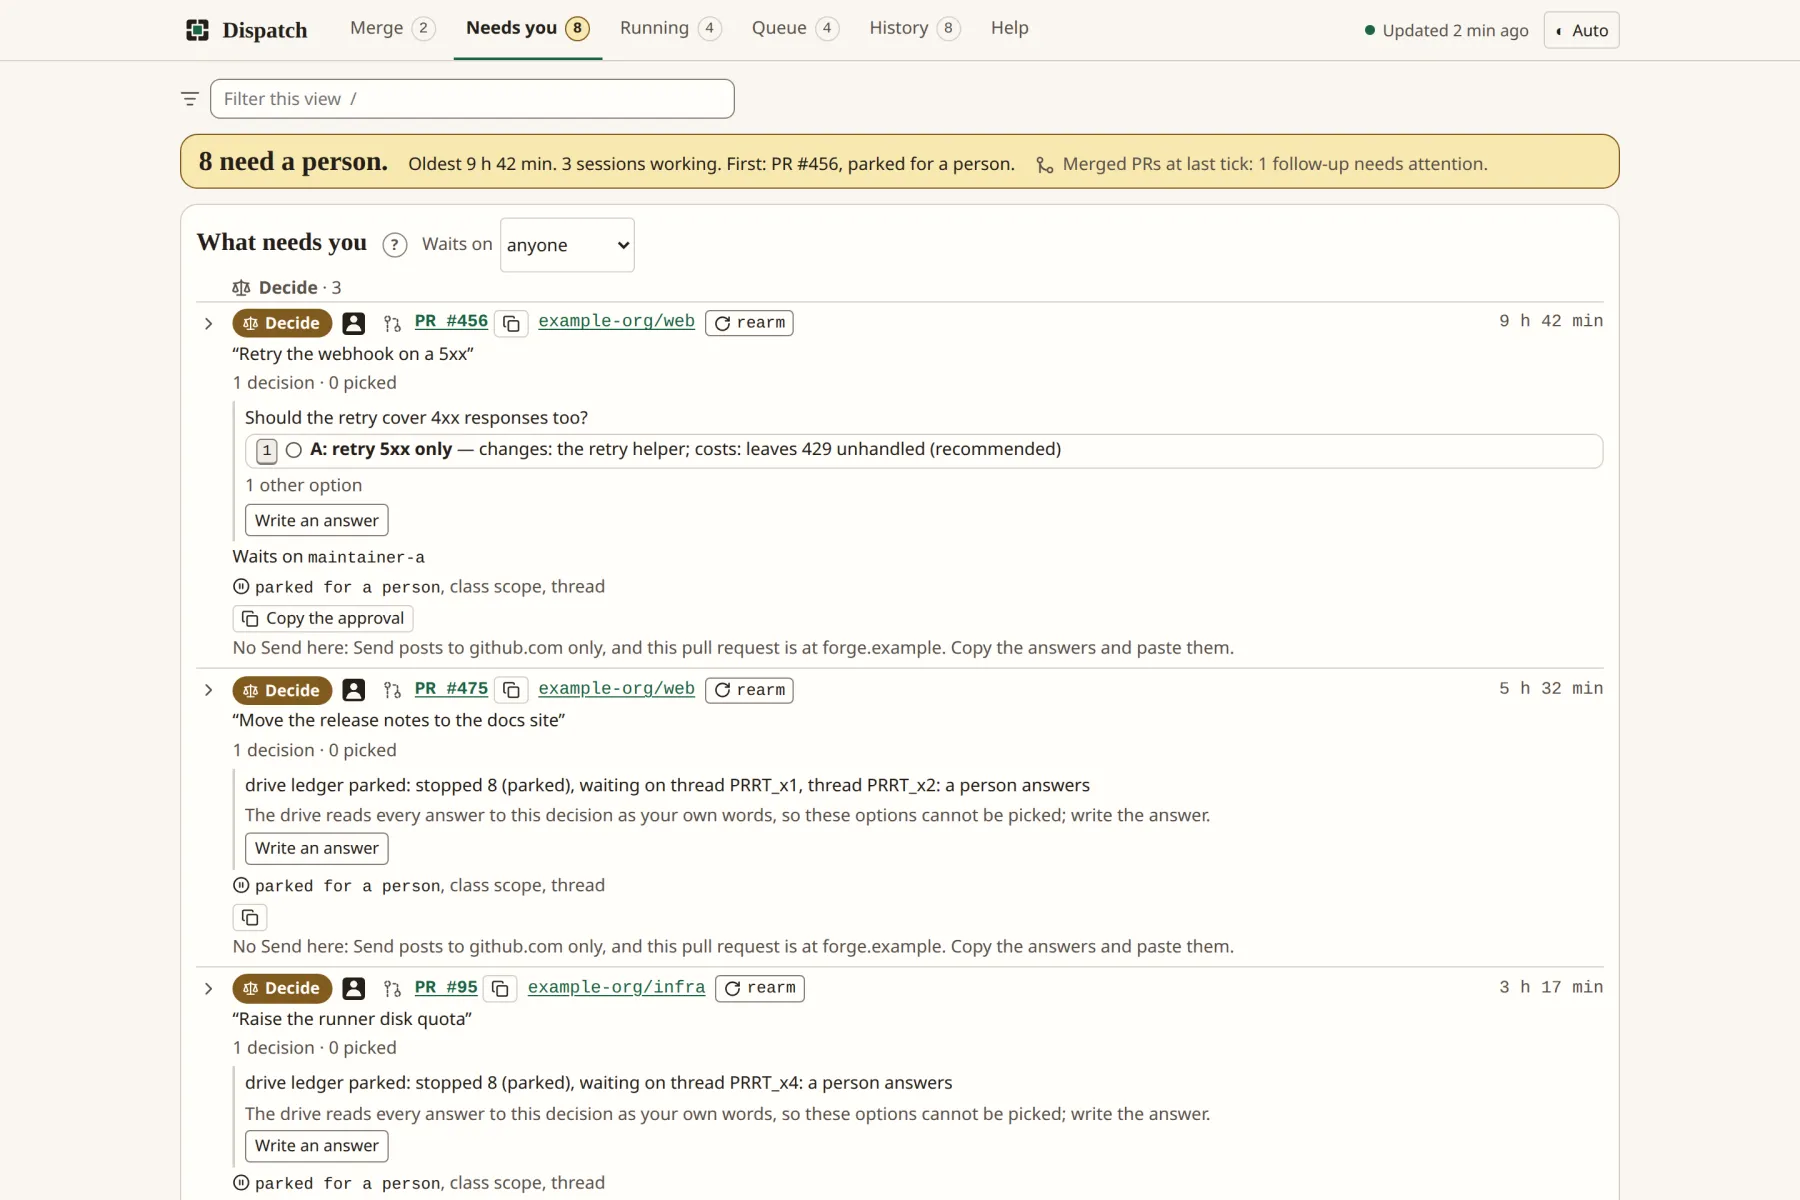 Dispatch Merge 2 Needs you 8 Running 4 Queue 4 History 8 Help Updated 2 min ago Auto
Filter this view /
8 need a person. Oldest 9 h 42 min. 3 sessions working. First: PR #456, parked for a person. Merged PRs at last tick: 1 follow-up needs attention.
What needs you ? Waits on anyone
Decide · 3
Decide PR #456 example-org/web rearm 9 h 42 min
“Retry the webhook on a 5xx”
1 decision · 0 picked
Should the retry cover 4xx responses too?
1 A: retry 5xx only — changes: the retry helper; costs: leaves 429 unhandled (recommended)
1 other option
Write an answer
Waits on maintainer-a
parked for a person, class scope, thread
Copy the approval
No Send here: Send posts to github.com only, and this pull request is at forge.example. Copy the answers and paste them.
Decide PR #475 example-org/web rearm 5 h 32 min
“Move the release notes to the docs site”
1 decision · 0 picked
drive ledger parked: stopped 8 (parked), waiting on thread PRRT_x1, thread PRRT_x2: a person answers
The drive reads every answer to this decision as your own words, so these options cannot be picked; write the answer.
Write an answer
parked for a person, class scope, thread
No Send here: Send posts to github.com only, and this pull request is at forge.example. Copy the answers and paste them.
Decide PR #95 example-org/infra rearm 3 h 17 min
“Raise the runner disk quota”
1 decision · 0 picked
drive ledger parked: stopped 8 (parked), waiting on thread PRRT_x4: a person answers
The drive reads every answer to this decision as your own words, so these options cannot be picked; write the answer.
Write an answer
parked for a person, class scope, thread